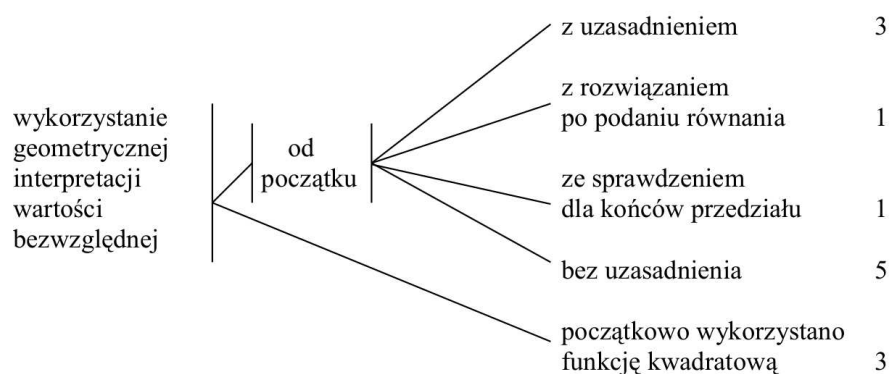 wykorzystanie
geometrycznej
interpretacji
wartości
bezwzględnej
od
początku
z uzasadnieniem 3
z rozwiązaniem
po podaniu równania 1
ze sprawdzeniem
dla końców przedziału 1
bez uzasadnienia 5
początkowo wykorzystano
funkcję kwadratową 3